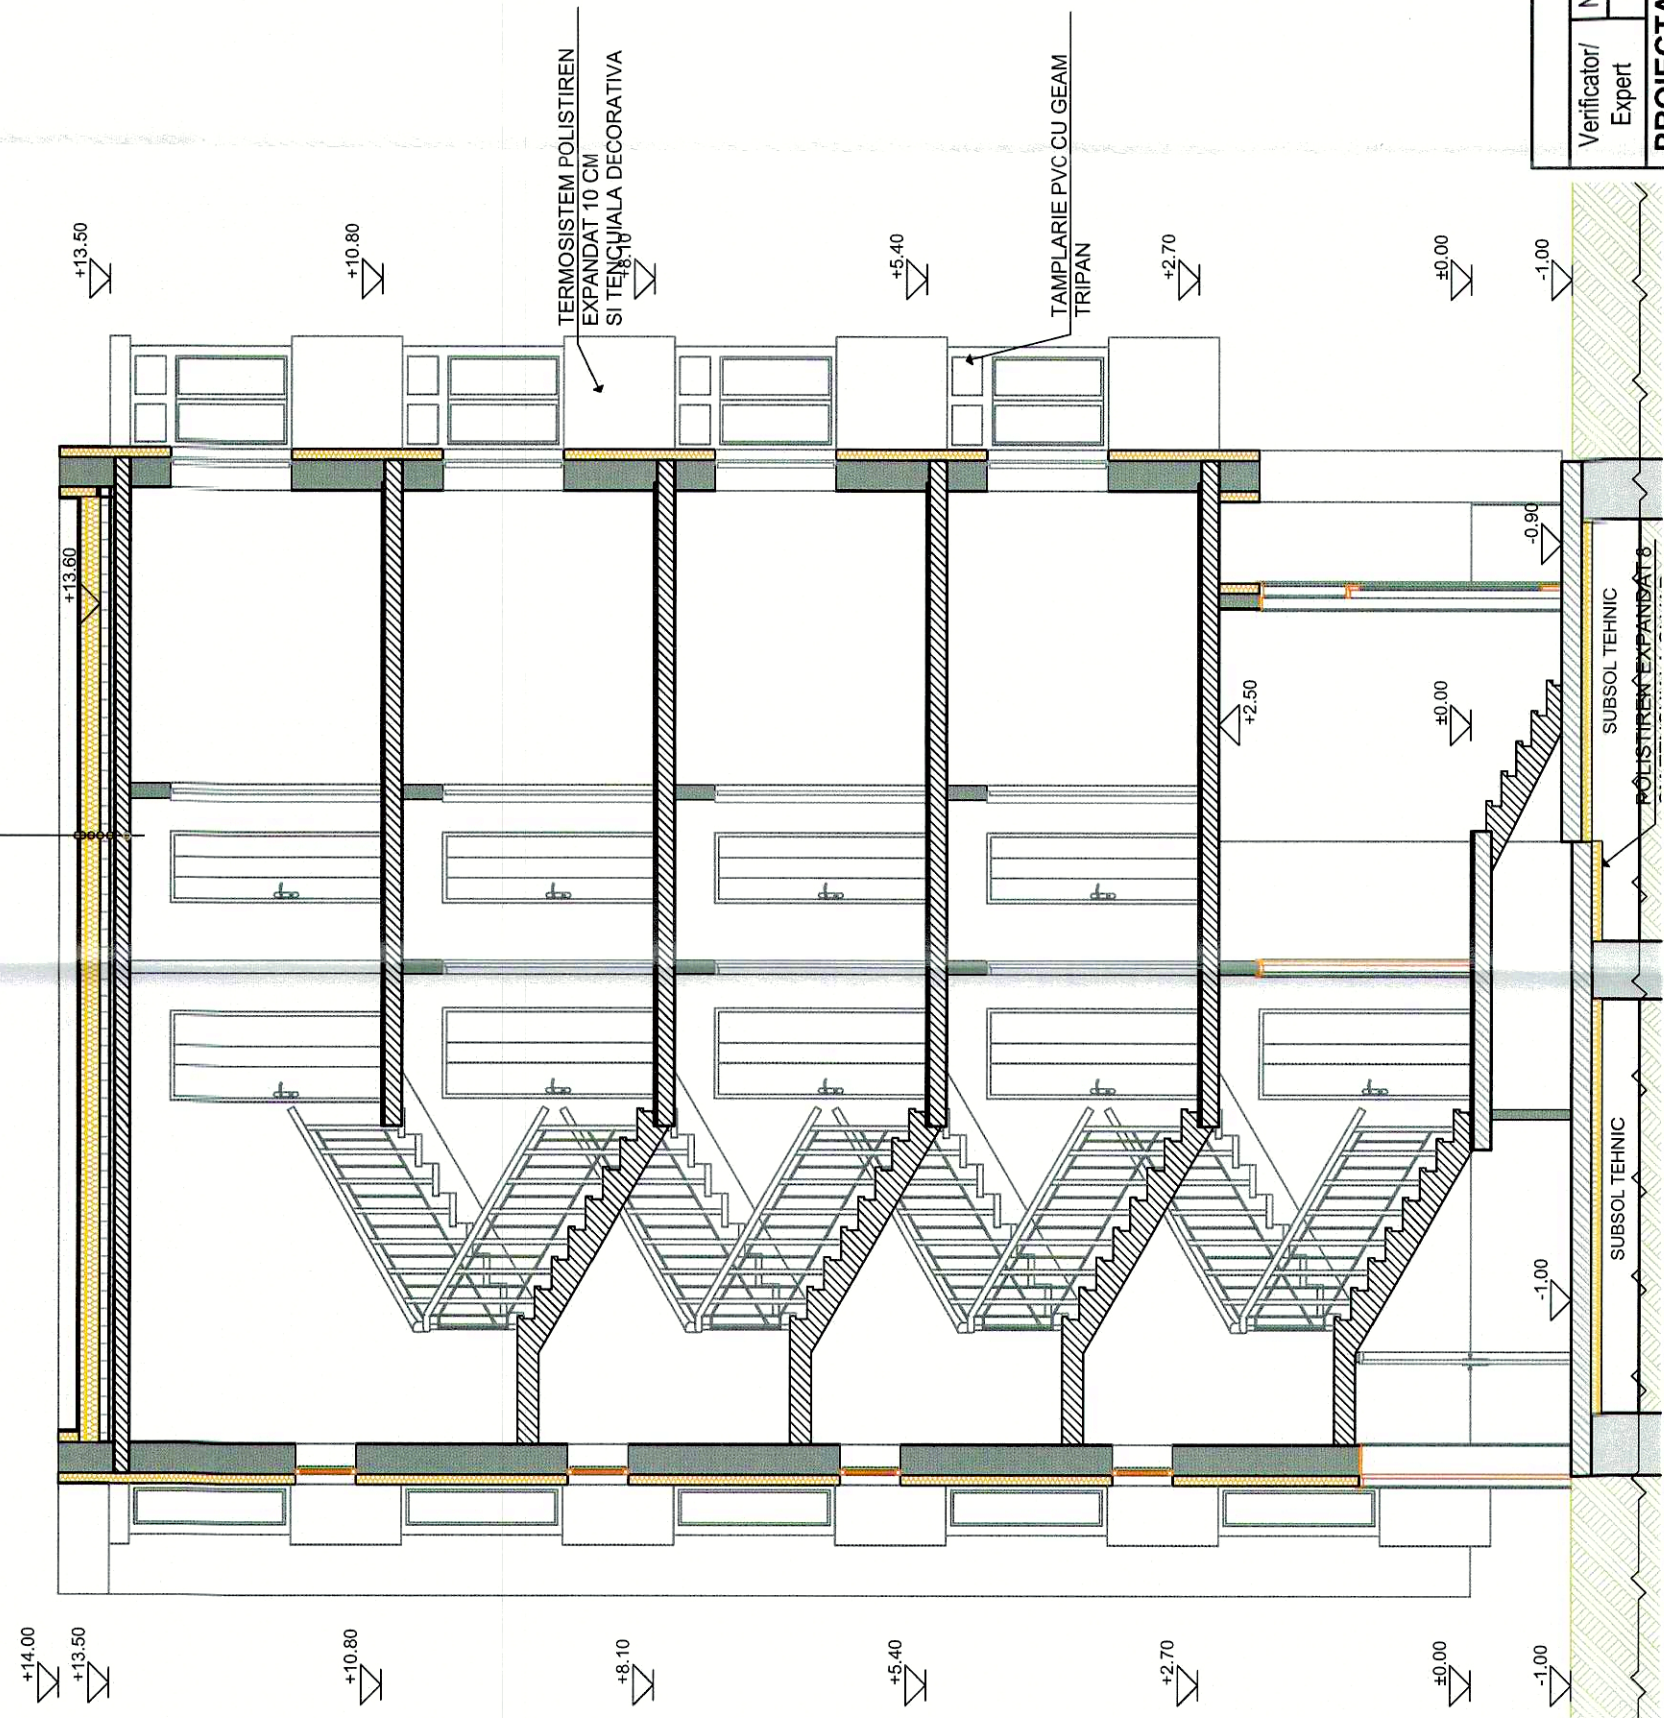 +14.00
+13.50
+10.80
+8.10
+5.40
+2.70
±0.00
-1.00
+13.60
+2.50
±0.00
-0.90
-1.00
SUBSOL TEHNIC
SUBSOL TEHNIC
POLISTIREN EXPANDAT 8
+13.50
+10.80
+8.10
+5.40
+2.70
±0.00
-1.00
TERMOSISTEM POLISTIREN
EXPANDAT 10 CM
SI TENCUIALA DECORATIVA
TAMPLARIE PVC CU GEAM
TRIPAN
Verificator/
Expert